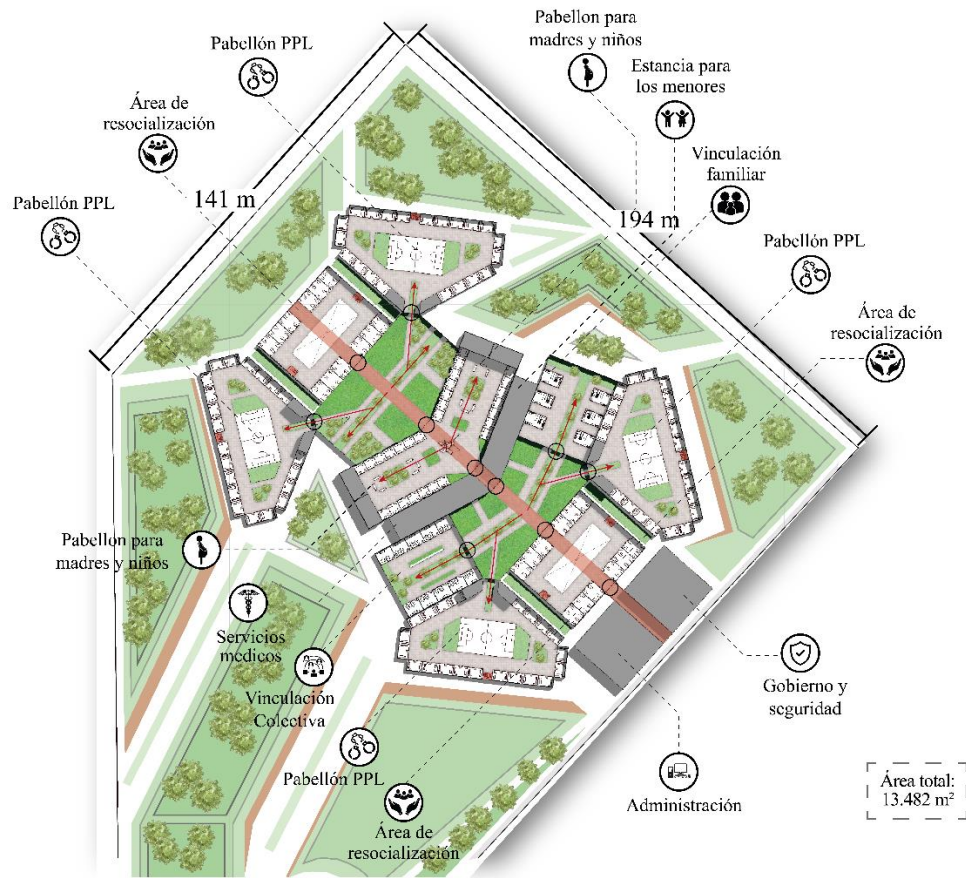 Pabellon para
madres y niños
Pabellón PPL
Estancia para
los menores
Área de
resocialización
Vinculación
familiar
141 m
194 m
Pabellón PPL
Pabellón PPL
Área de
resocialización
Pabellon para
madres y niños
Servicios
medicos
Vinculación
Colectiva
Gobierno y
seguridad
Pabellón PPL
Administración
Área total:
13.482 m²
Área de
resocialización